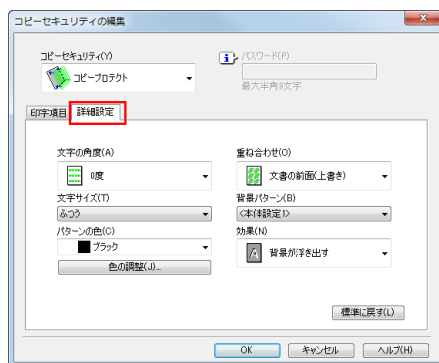 コピーセキュリティの編集
コピーセキュリティ(Y)
コピープロテクト
パスワード(P)
最大半角8文字
印字項目 詳細設定
文字の角度(A)
0度
重ね合わせ(O)
文書の前面(上書き)
文字サイズ(T)
ふつう
背景パターン(B)
<本体設定1>
パターンの色(C)
ブラック
効果(N)
背景が浮き出す
色の調整(J)...
標準に戻す(L)
OK キャンセル ヘルプ(H)